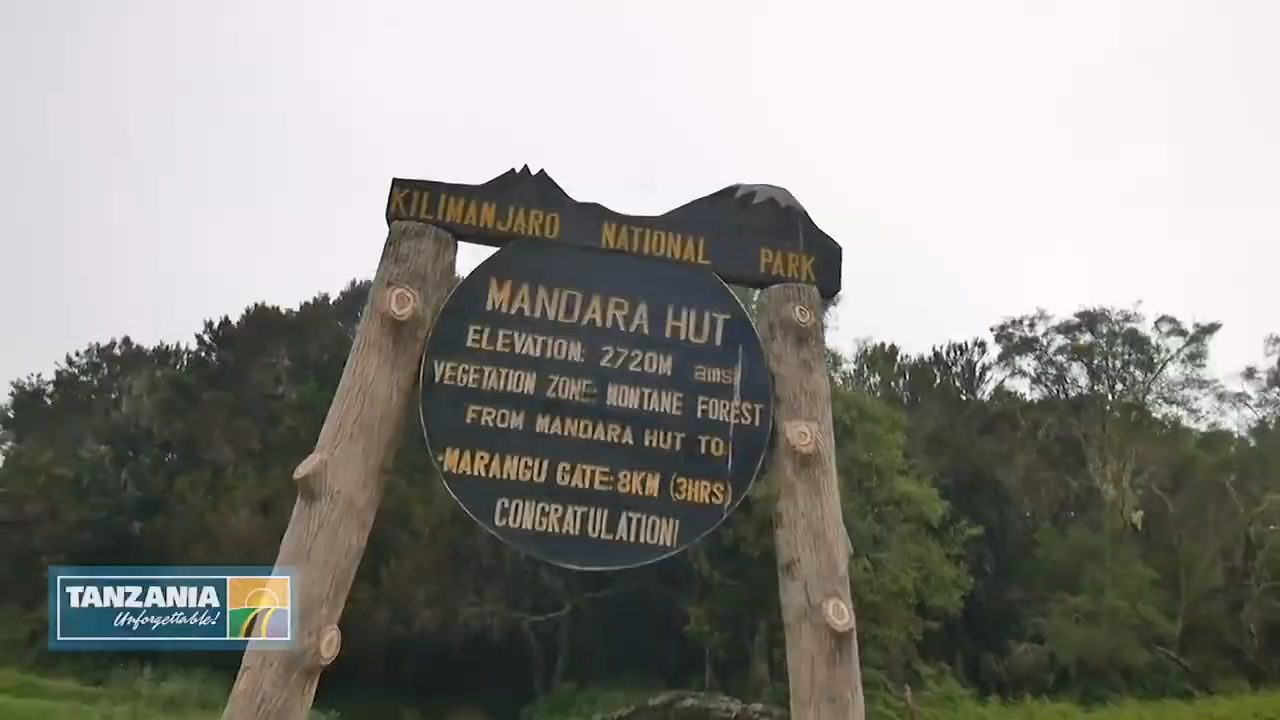 KILIMANJARO NATIONAL PARK
MANDARA HUT
ELEVATION: 2720M amsl
VEGETATION ZONE: MONTANE FOREST
FROM MANDARA HUT TO
-MARANGU GATE:8KM (3HRS)
CONGRATULATION!
TANZANIA
Unforgettable!